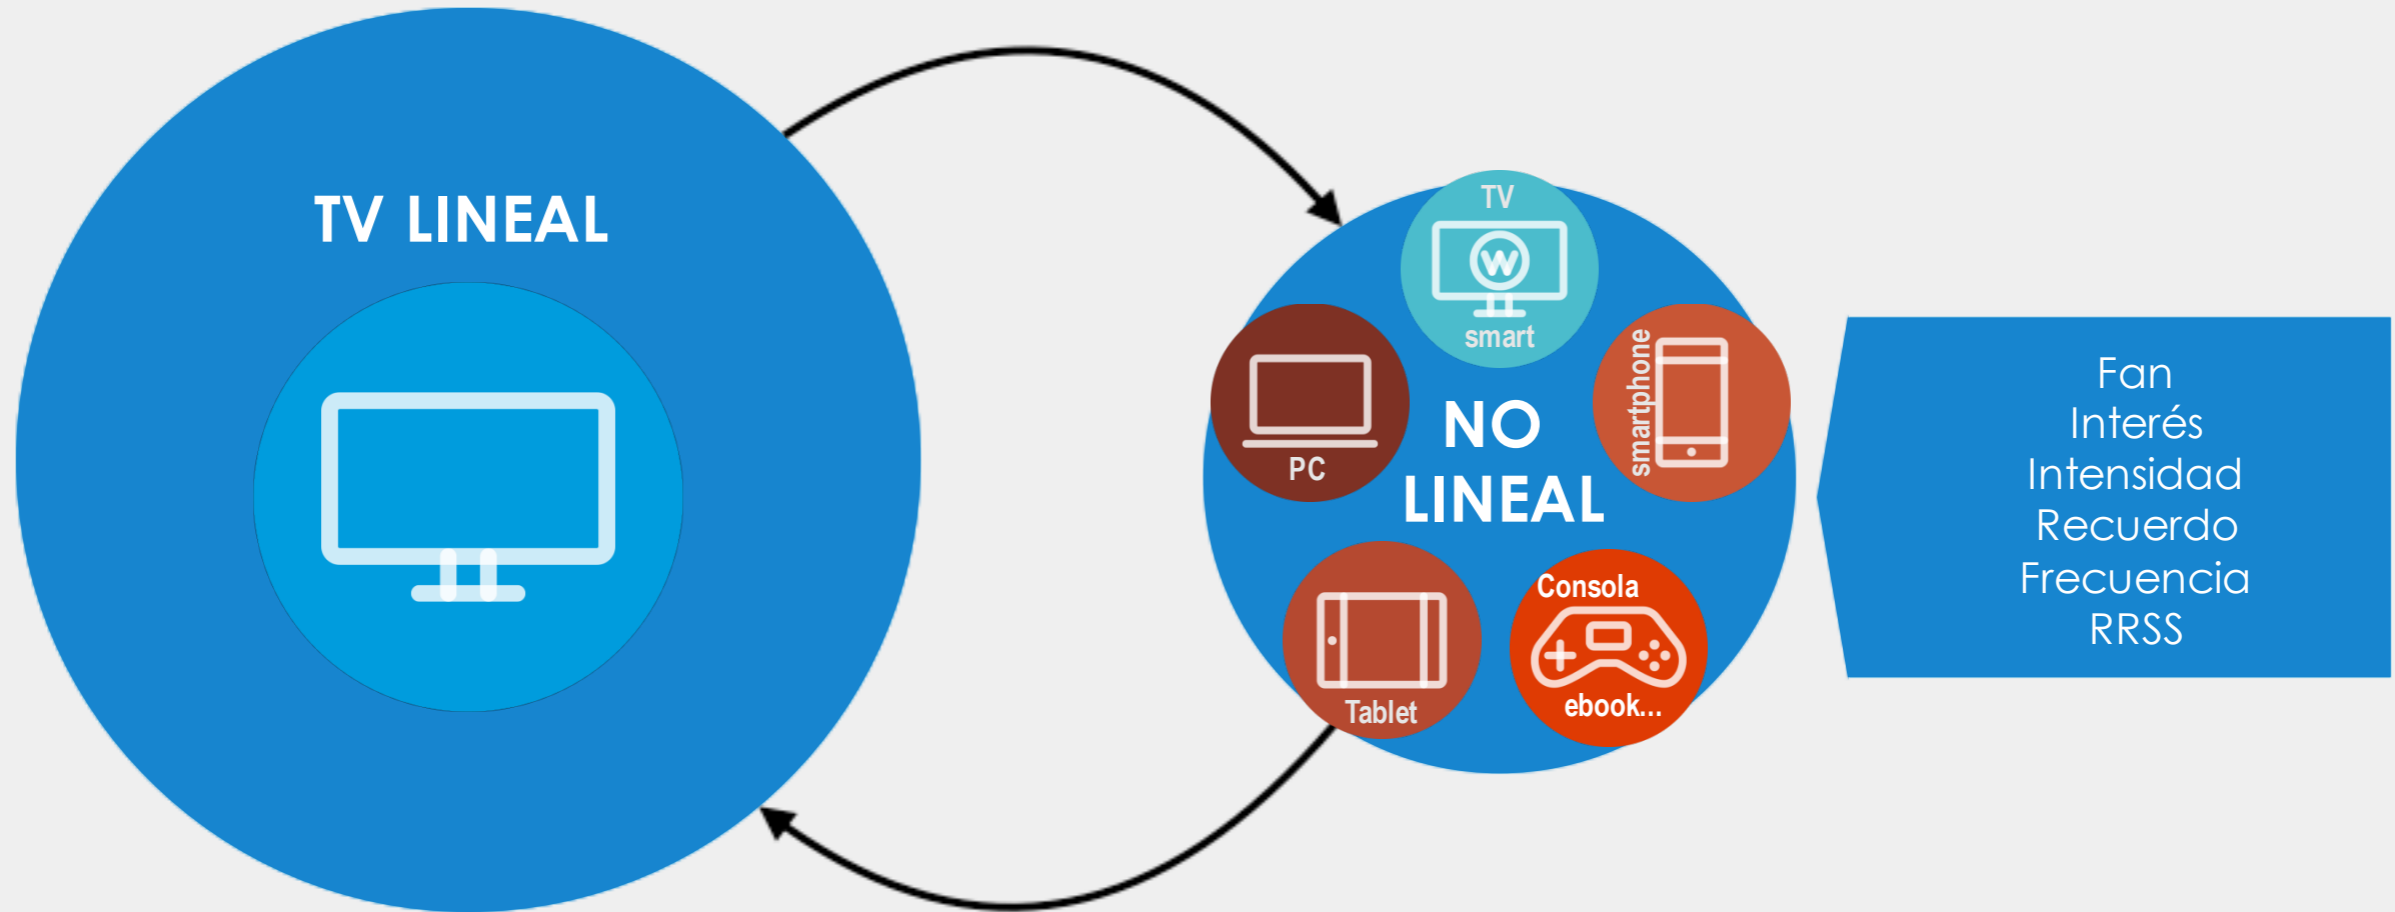 TV LINEAL
TV
W
smart
smartphone
PC
NO
LINEAL
Tablet
Consola
ebook...
Fan
Interés
Intensidad
Recuerdo
Frecuencia
RRSS